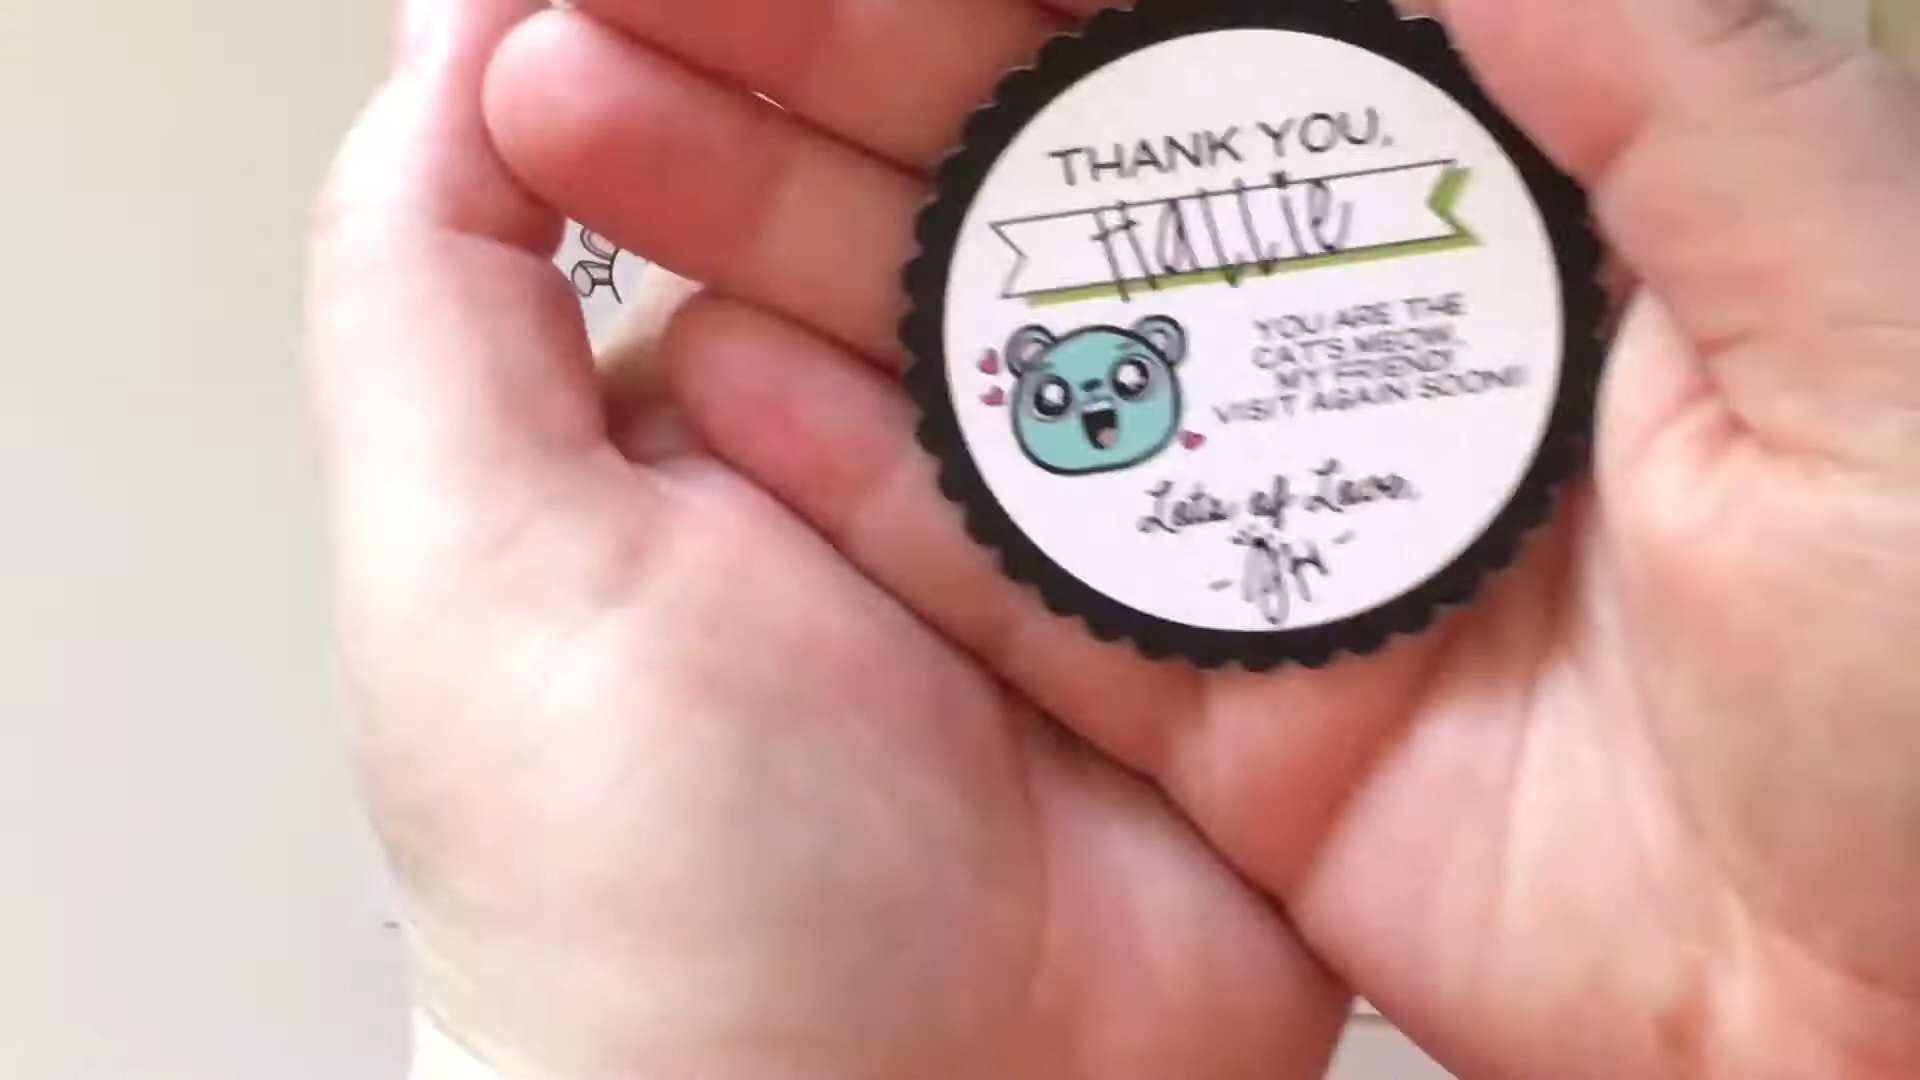 THANK YOU,
Hallie
YOU ARE THE
CAT'S MEOW,
MY FRIEND!
VISIT AGAIN SOON!!
Lots of Love,